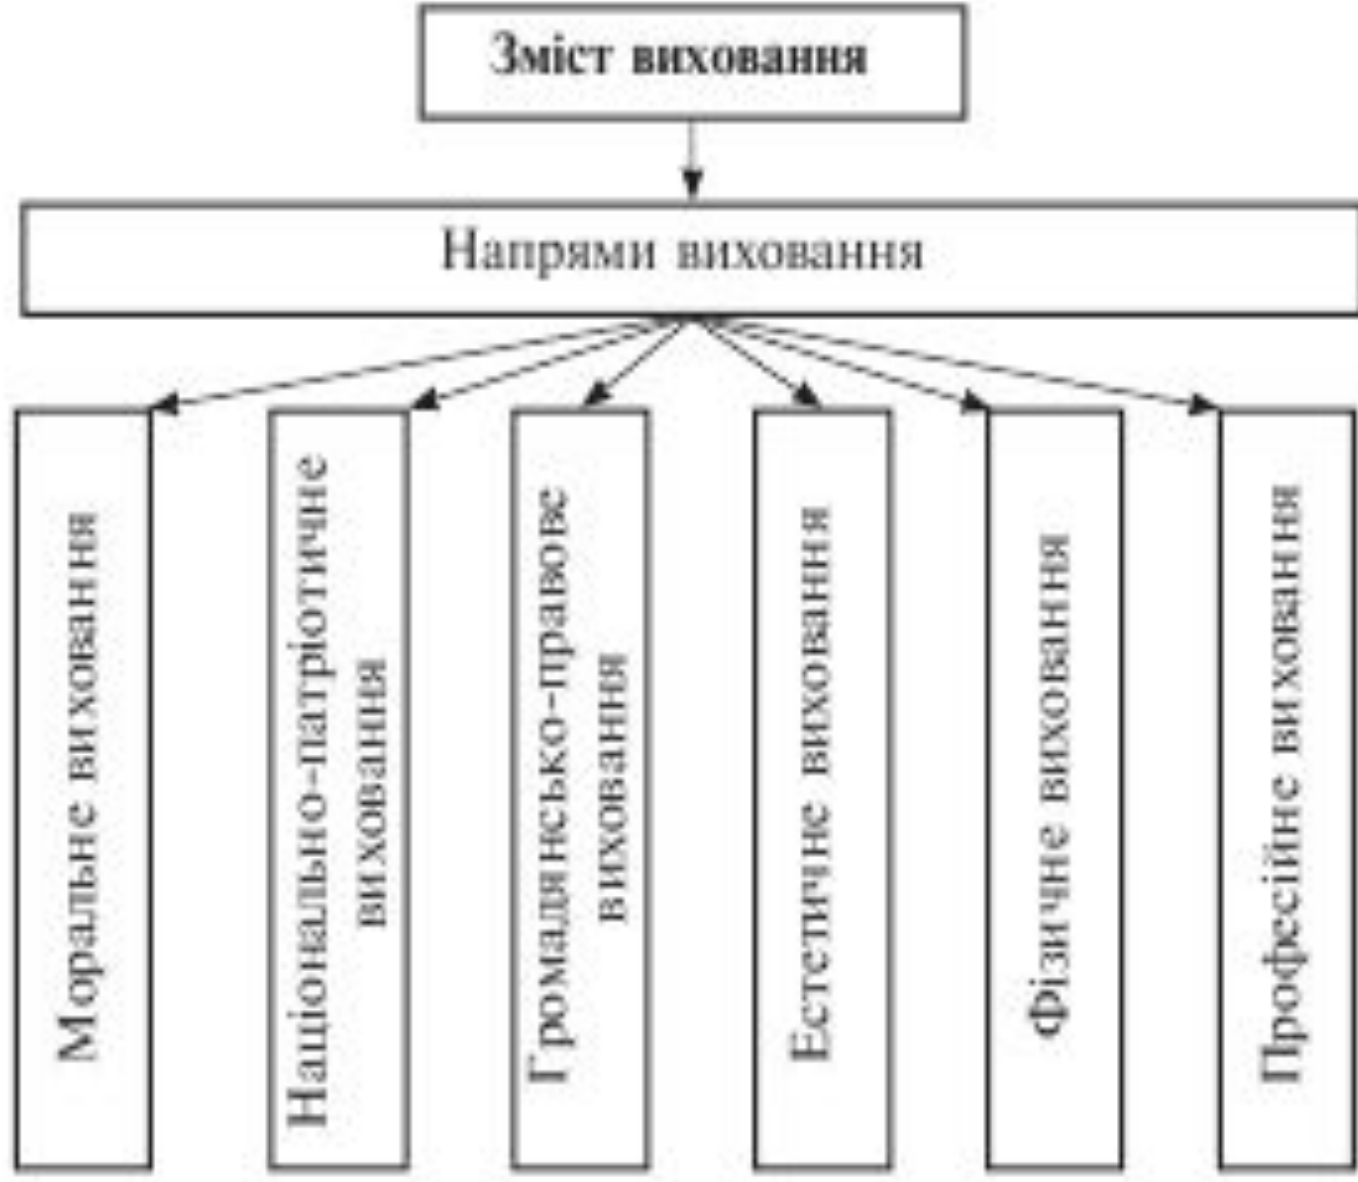 Зміст виховання
Напрями виховання
Моральне виховання
Національно-патріотичне
виховання
Громадянсько-правове
виховання
Естетичне виховання
Фізичне виховання
Професійне виховання